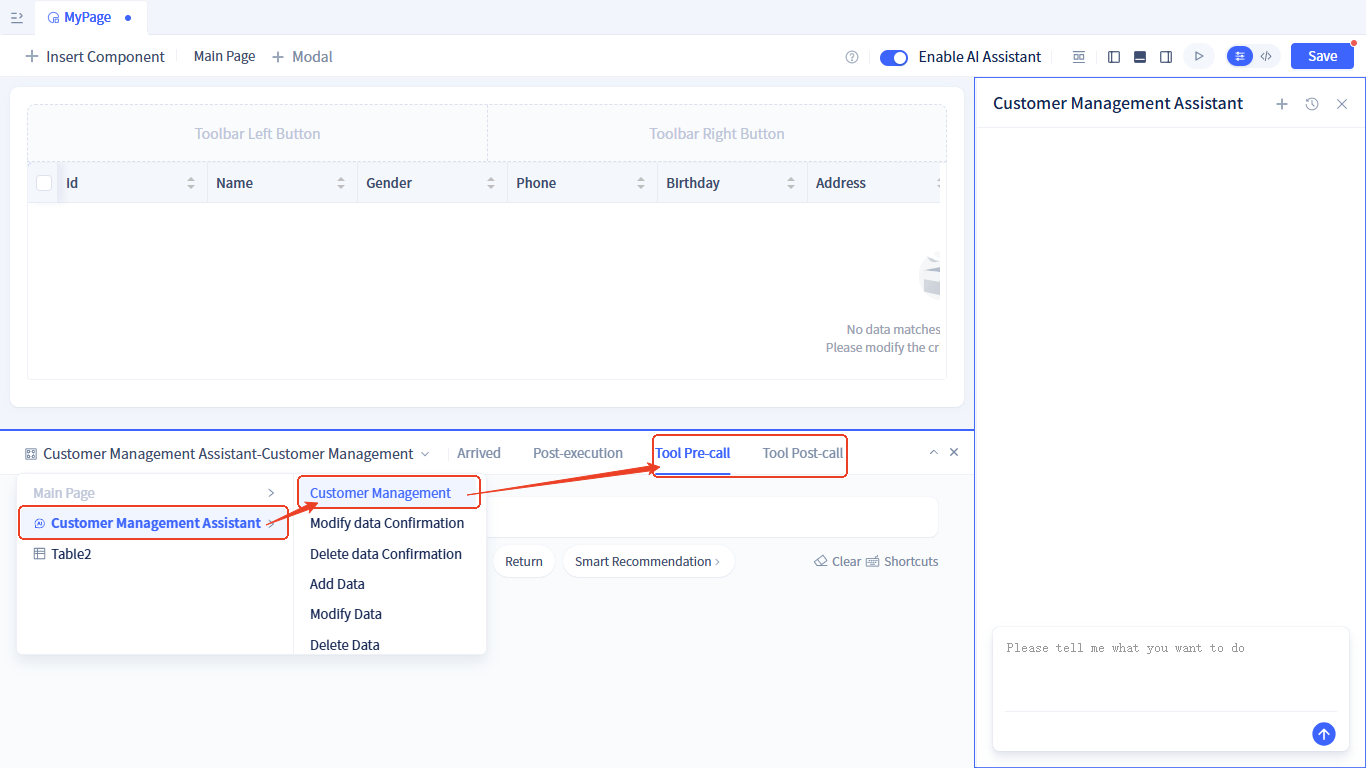 MyPage
Insert Component
Main Page
Modal
Enable AI Assistant
Save
Customer Management Assistant
Toolbar Left Button
Toolbar Right Button
Id
Name
Gender
Phone
Birthday
Address
No data matches
Please modify the cr
Customer Management Assistant-Customer Management
Arrived
Post-execution
Tool Pre-call
Tool Post-call
Main Page
Customer Management Assistant
Table2
Customer Management
Modify data Confirmation
Delete data Confirmation
Add Data
Modify Data
Delete Data
Return
Smart Recommendation
Clear
Shortcuts
Please tell me what you want to do